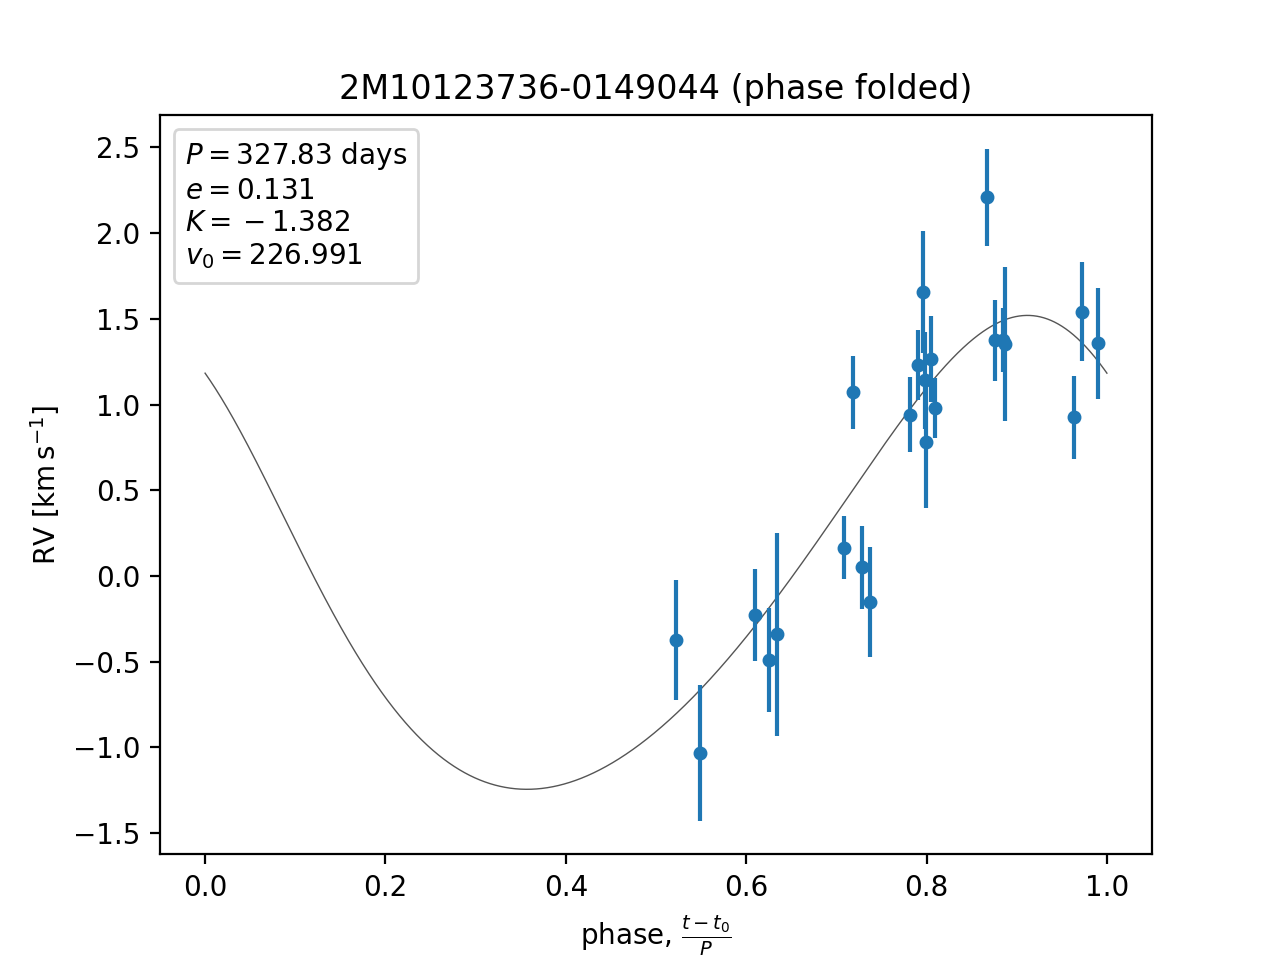 2M10123736-0149044 (phase folded)
P = 327.83 days
e = 0.131
K = −1.382
v₀ = 226.991
RV [km s⁻¹]
2.5
2.0
1.5
1.0
0.5
0.0
−0.5
−1.0
−1.5
0.0 0.2 0.4 0.6 0.8 1.0
phase, (t − t₀)/P